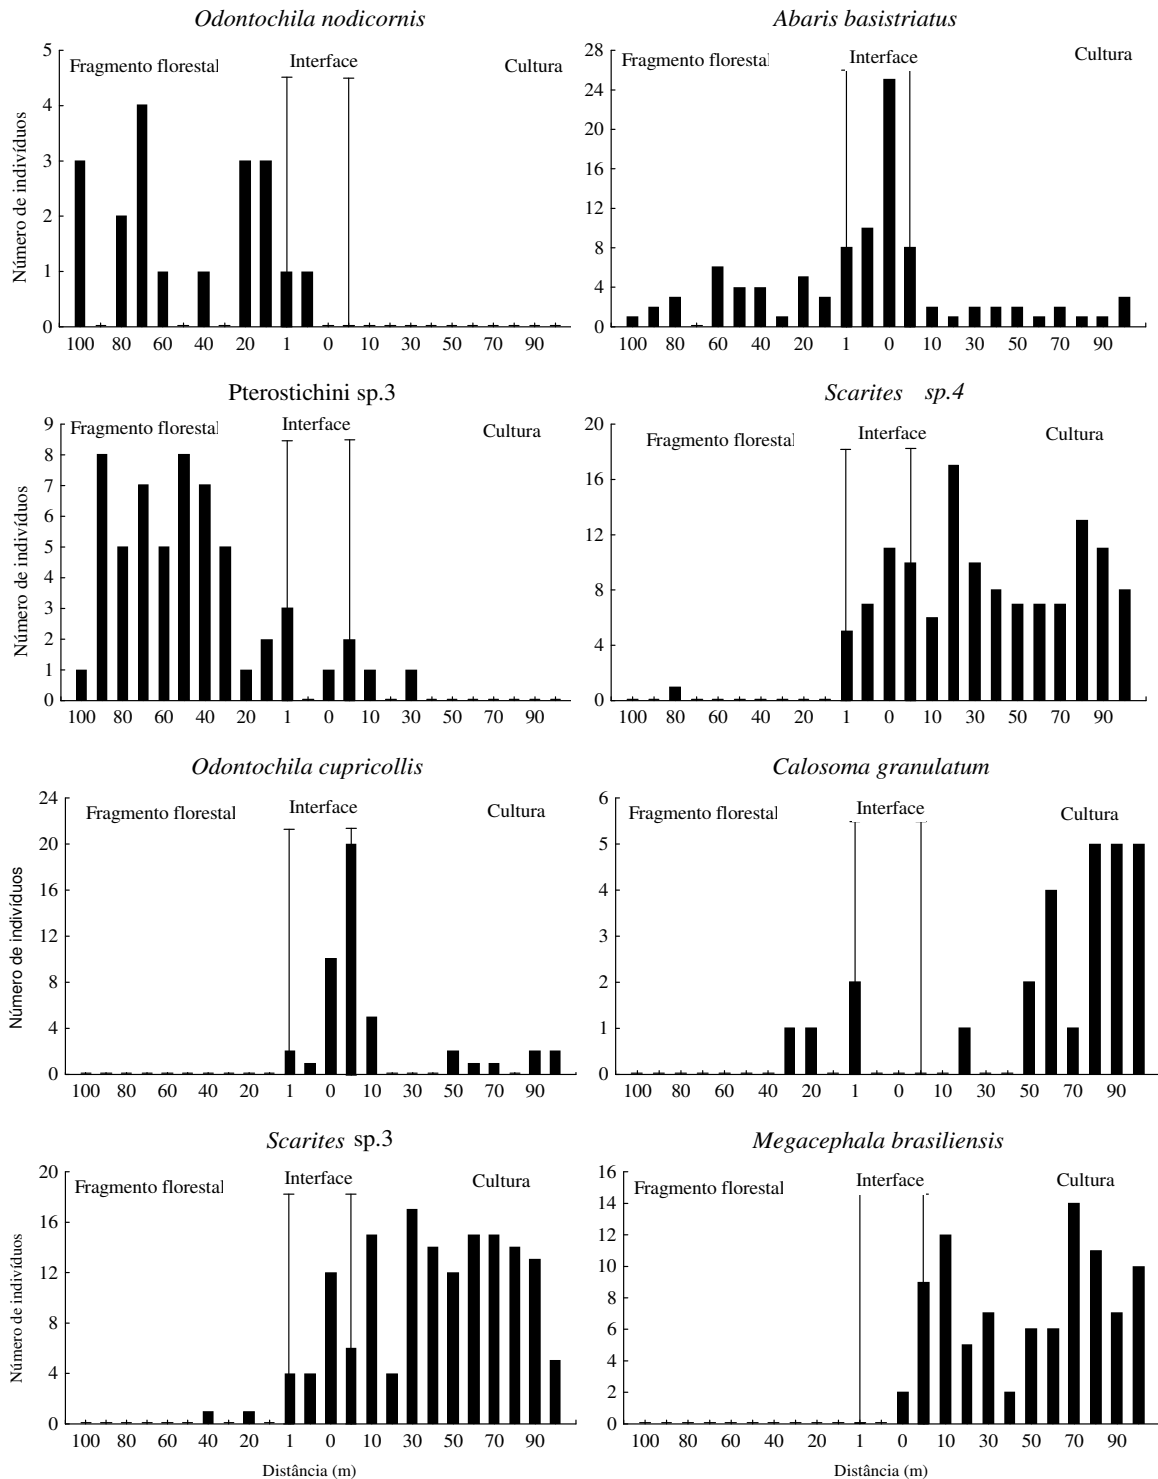 Odontochila nodicornis
Número de indivíduos
5
4
3
2
1
0
Fragmento florestal
Interface
Cultura
100 80 60 40 20 1 0 10 30 50 70 90
Abaris basistriatus
28
24
20
16
12
8
4
0
Fragmento florestal
Interface
Cultura
100 80 60 40 20 1 0 10 30 50 70 90
Pterostichini sp.3
Número de indivíduos
9
8
7
6
5
4
3
2
1
0
Fragmento florestal
Interface
Cultura
100 80 60 40 20 1 0 10 30 50 70 90
Scarites sp.4
20
16
12
8
4
0
Fragmento florestal
Interface
Cultura
100 80 60 40 20 1 0 10 30 50 70 90
Odontochila cupricollis
Número de indivíduos
24
20
16
12
8
4
0
Fragmento florestal
Interface
Cultura
100 80 60 40 20 1 0 10 30 50 70 90
Calosoma granulatum
6
5
4
3
2
1
0
Fragmento florestal
Interface
Cultura
100 80 60 40 20 1 0 10 30 50 70 90
Scarites sp.3
Número de indivíduos
20
16
12
8
4
0
Fragmento florestal
Interface
Cultura
100 80 60 40 20 1 0 10 30 50 70 90
Distância (m)
Megacephala brasiliensis
16
14
12
10
8
6
4
2
0
Fragmento florestal
Interface
Cultura
100 80 60 40 20 1 0 10 30 50 70 90
Distância (m)